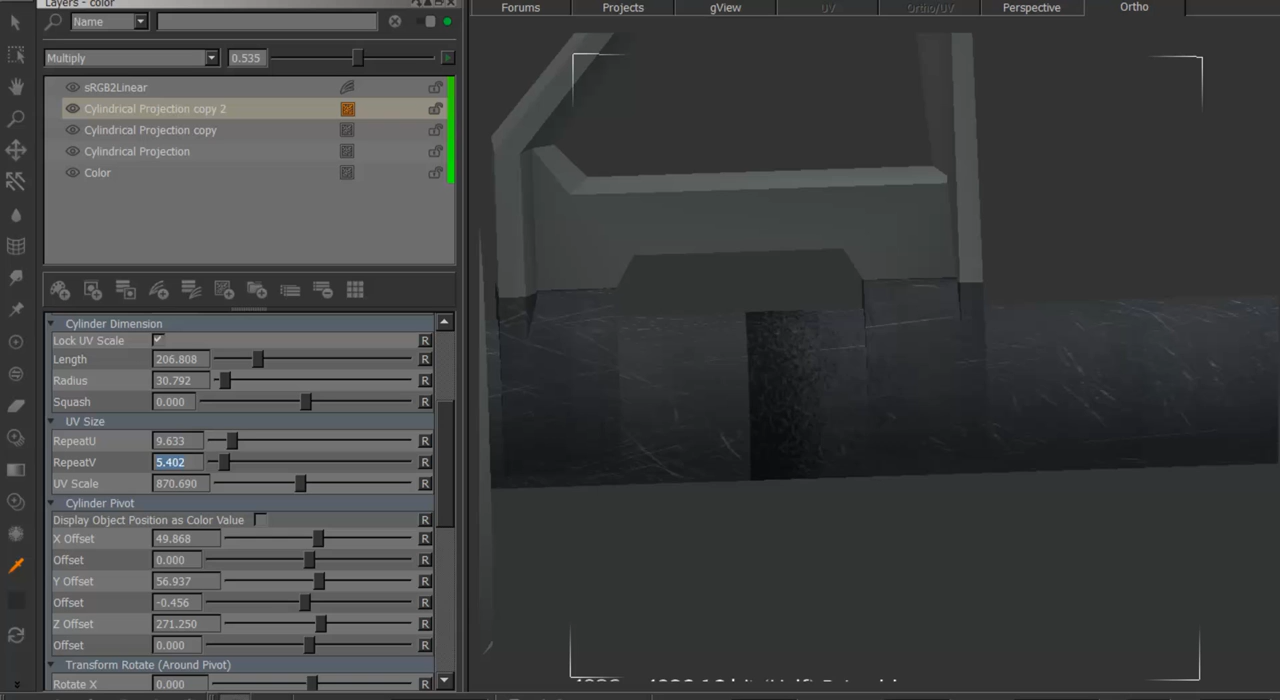 Layers - color
Forums Projects gView UV Ortho/UV Perspective Ortho
Name
Multiply 0.535
sRGB2Linear
Cylindrical Projection copy 2
Cylindrical Projection copy
Cylindrical Projection
Color
Cylinder Dimension
Lock UV Scale R
Length 206.808 R
Radius 30.792 R
Squash 0.000 R
UV Size
RepeatU 9.633 R
RepeatV 5.402 R
UV Scale 870.690 R
Cylinder Pivot
Display Object Position as Color Value R
X Offset 49.868 R
Offset 0.000 R
Y Offset 56.937 R
Offset -0.456 R
Z Offset 271.250 R
Offset 0.000 R
Transform Rotate (Around Pivot)
Rotate X 0.000 R